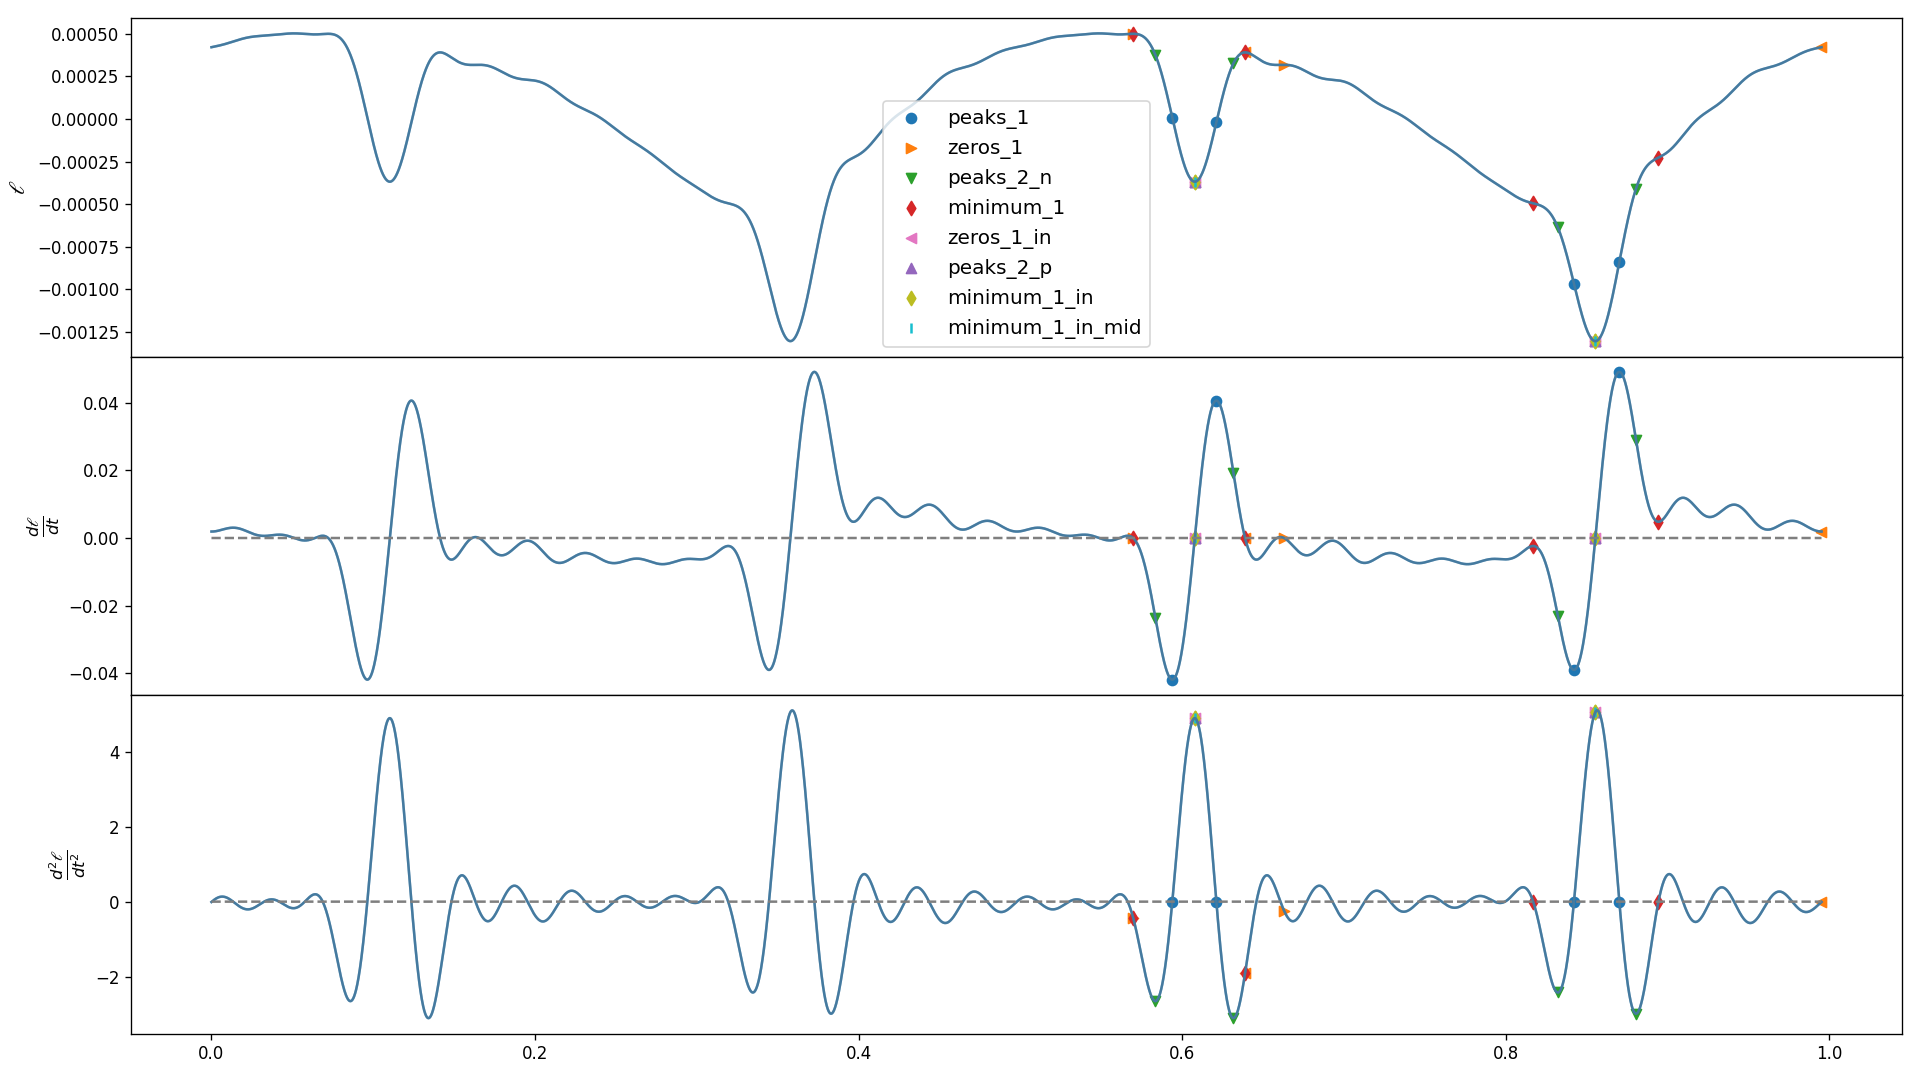 0.00050
0.00025
0.00000
−0.00025
−0.00050
−0.00075
−0.00100
−0.00125
ℓ
peaks_1
zeros_1
peaks_2_n
minimum_1
zeros_1_in
peaks_2_p
minimum_1_in
minimum_1_in_mid
0.04
0.02
0.00
−0.02
−0.04
dℓ/dt
4
2
0
−2
d²ℓ/dt²
0.0 0.2 0.4 0.6 0.8 1.0